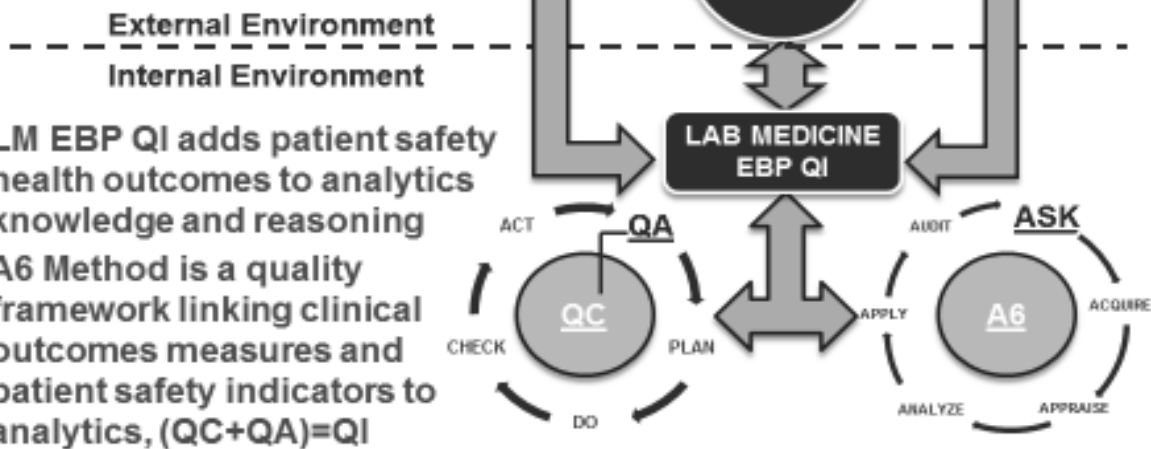 External Environment
Internal Environment
LM EBP QI adds patient safety
health outcomes to analytics
knowledge and reasoning
A6 Method is a quality
framework linking clinical
outcomes measures and
patient safety indicators to
analytics, (QC+QA)=QI
LAB MEDICINE
EBP QI
ACT
QA
QC
CHECK
PLAN
DO
AUDIT
ASK
ACQUIRE
APPLY
A6
ANALYZE
APPRAISE